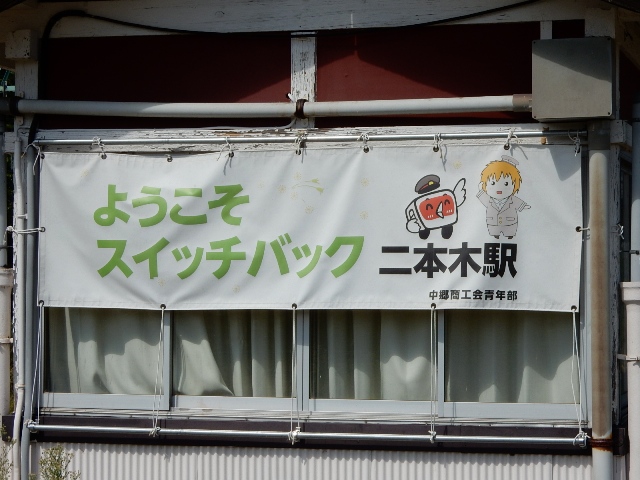 ようこそ
スイッチバック 二本木駅
中郷商工会青年部